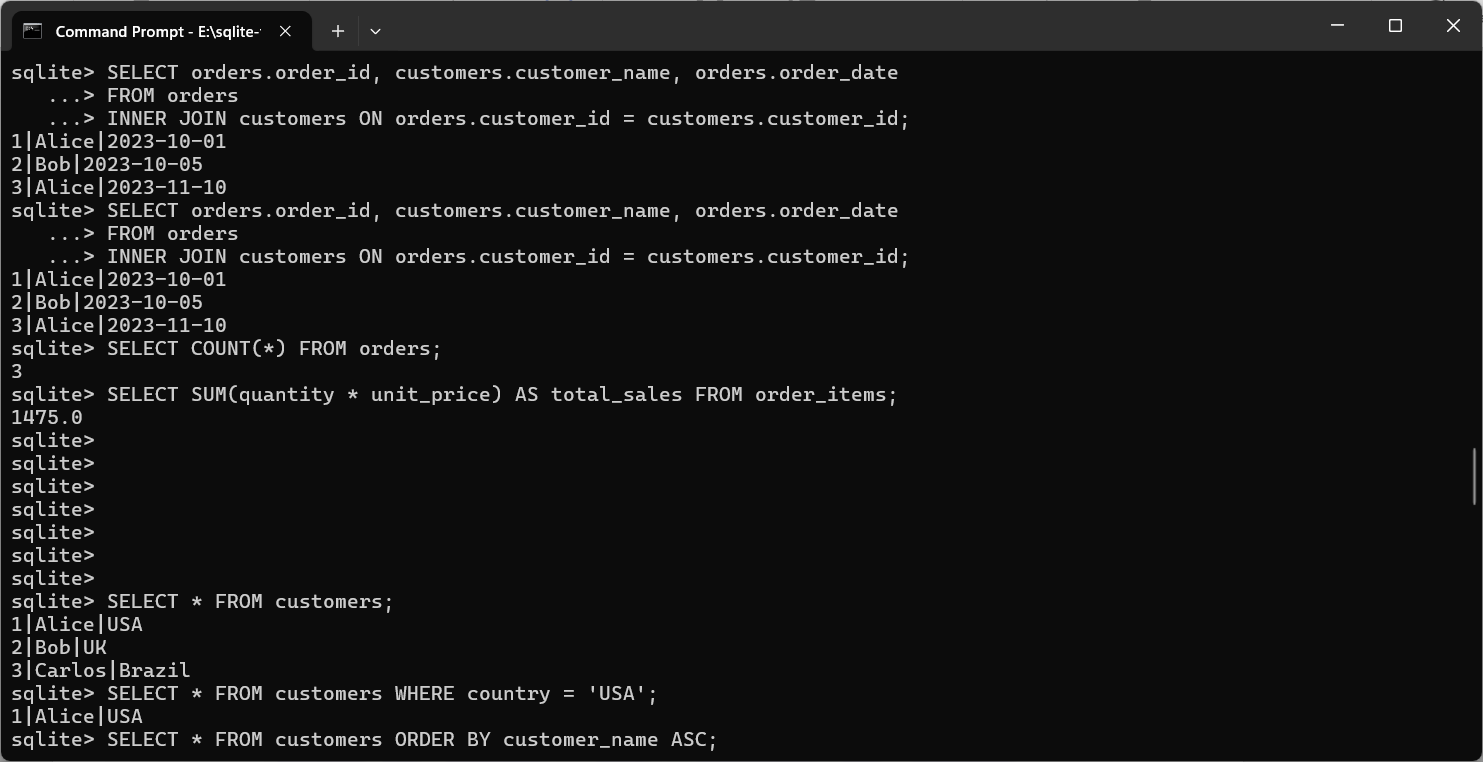 Command Prompt - E:\sqlite-
sqlite> SELECT orders.order_id, customers.customer_name, orders.order_date
...> FROM orders
...> INNER JOIN customers ON orders.customer_id = customers.customer_id;
1|Alice|2023-10-01
2|Bob|2023-10-05
3|Alice|2023-11-10
sqlite> SELECT orders.order_id, customers.customer_name, orders.order_date
...> FROM orders
...> INNER JOIN customers ON orders.customer_id = customers.customer_id;
1|Alice|2023-10-01
2|Bob|2023-10-05
3|Alice|2023-11-10
sqlite> SELECT COUNT(*) FROM orders;
3
sqlite> SELECT SUM(quantity * unit_price) AS total_sales FROM order_items;
1475.0
sqlite>
sqlite>
sqlite>
sqlite>
sqlite>
sqlite>
sqlite>
sqlite> SELECT * FROM customers;
1|Alice|USA
2|Bob|UK
3|Carlos|Brazil
sqlite> SELECT * FROM customers WHERE country = 'USA';
1|Alice|USA
sqlite> SELECT * FROM customers ORDER BY customer_name ASC;